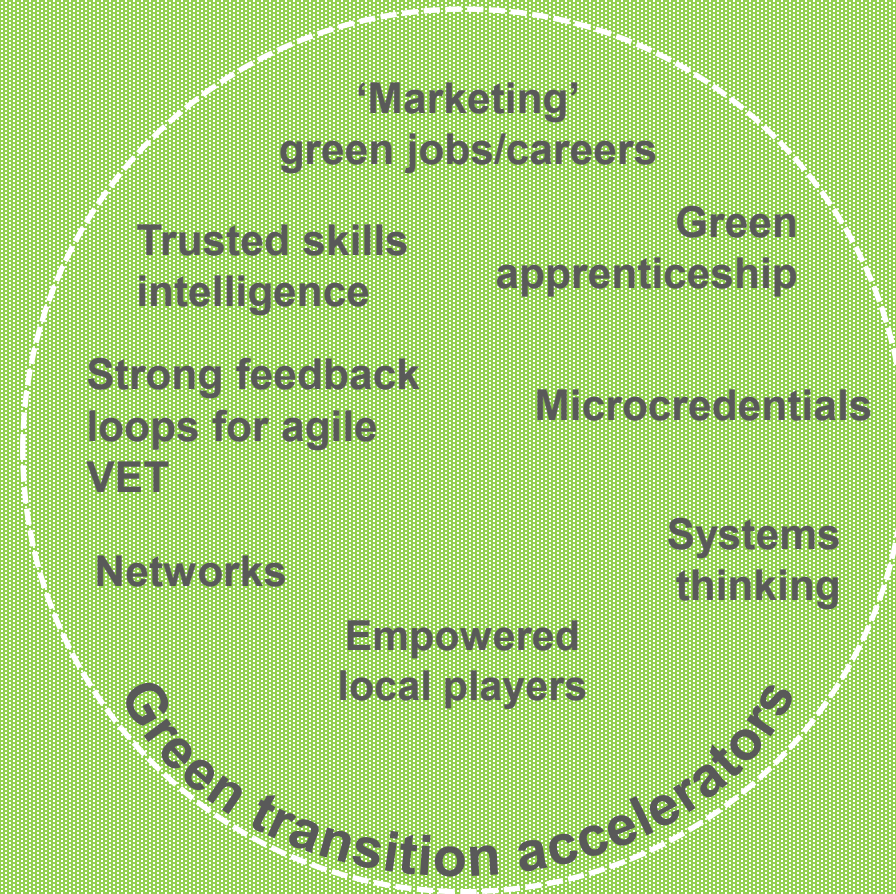 ‘Marketing’
green jobs/careers
Green
apprenticeship
Trusted skills
intelligence
Strong feedback
loops for agile
VET
Microcredentials
Systems
thinking
Networks
Empowered
local players
Green transition accelerators